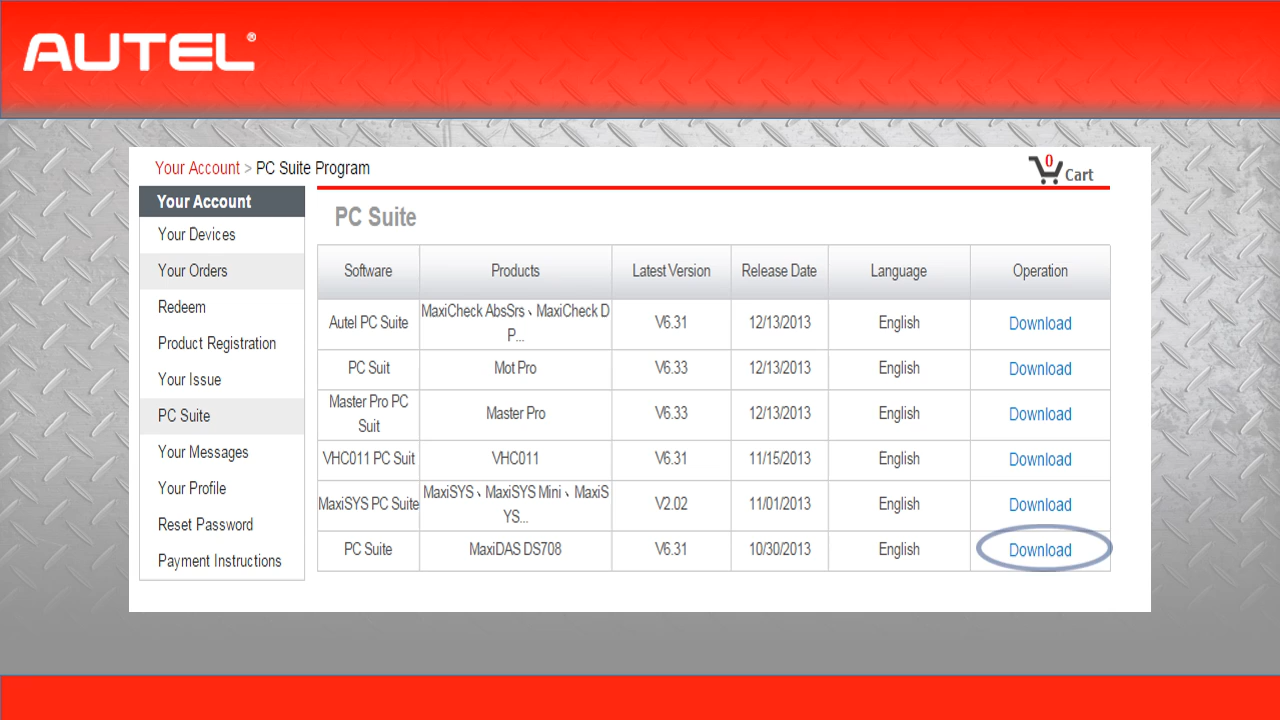 AUTEL®
Your Account > PC Suite Program
0
Cart
Your Account
Your Devices
Your Orders
Redeem
Product Registration
Your Issue
PC Suite
Your Messages
Your Profile
Reset Password
Payment Instructions
PC Suite
Software Products Latest Version Release Date Language Operation
Autel PC Suite MaxiCheck AbsSrs、MaxiCheck D
P... V6.31 12/13/2013 English Download
PC Suit Mot Pro V6.33 12/13/2013 English Download
Master Pro PC
Suit Master Pro V6.33 12/13/2013 English Download
VHC011 PC Suit VHC011 V6.31 11/15/2013 English Download
MaxiSYS PC Suite MaxiSYS、MaxiSYS Mini、MaxiS
YS... V2.02 11/01/2013 English Download
PC Suite MaxiDAS DS708 V6.31 10/30/2013 English Download